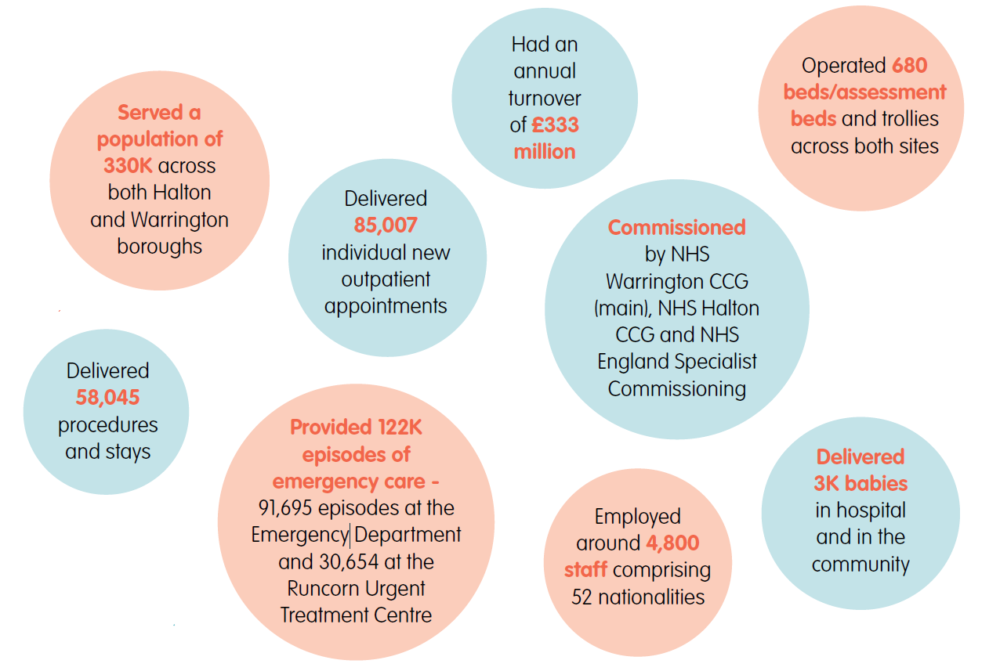 Served a
population of
330K across
both Halton
and Warrington
boroughs
Had an
annual
turnover
of £333
million
Operated 680
beds/assessment
beds and trollies
across both sites
Delivered
85,007
individual new
outpatient
appointments
Commissioned
by NHS
Warrington CCG
(main), NHS Halton
CCG and NHS
England Specialist
Commissioning
Delivered
58,045
procedures
and stays
Provided 122K
episodes of
emergency care -
91,695 episodes at the
Emergency Department
and 30,654 at the
Runcorn Urgent
Treatment Centre
Employed
around 4,800
staff comprising
52 nationalities
Delivered
3K babies
in hospital
and in the
community